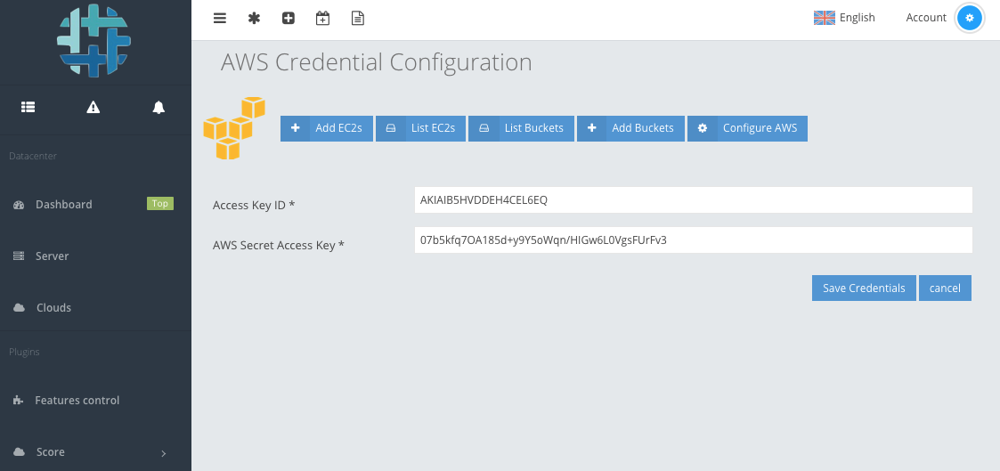 English
Account
AWS Credential Configuration
Add EC2s
List EC2s
List Buckets
Add Buckets
Configure AWS
Datacenter
Dashboard
Top
Server
Clouds
Plugins
Features control
Score
Access Key ID *
AKIAIB5HVDDEH4CEL6EQ
AWS Secret Access Key *
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
Save Credentials
cancel